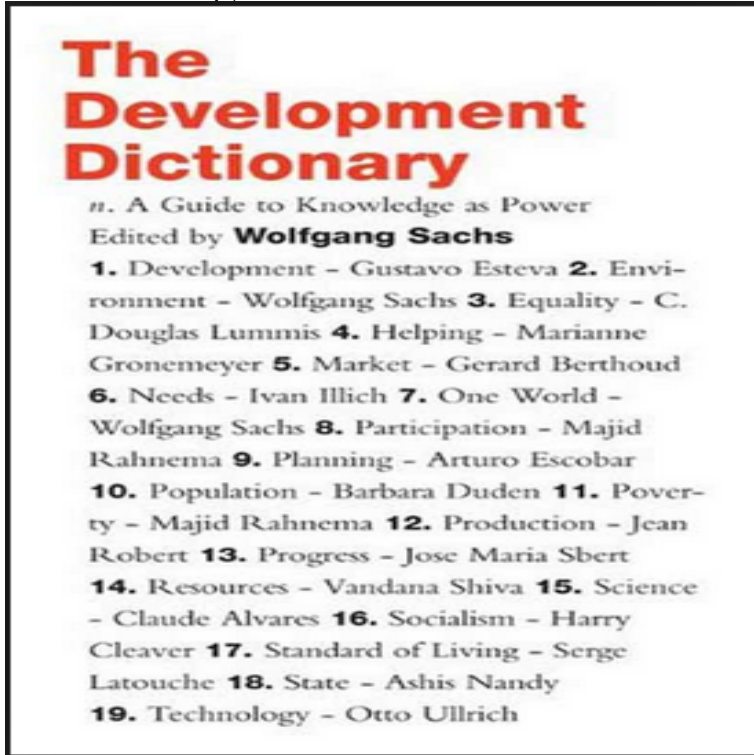 The
Development
Dictionary
n. A Guide to Knowledge as Power
Edited by Wolfgang Sachs
1. Development – Gustavo Esteva 2. Envi-
ronment – Wolfgang Sachs 3. Equality – C.
Douglas Lummis 4. Helping – Marianne
Gronemeyer 5. Market – Gerard Berthoud
6. Needs – Ivan Illich 7. One World –
Wolfgang Sachs 8. Participation – Majid
Rahnema 9. Planning – Arturo Escobar
10. Population – Barbara Duden 11. Pover-
ty – Majid Rahnema 12. Production – Jean
Robert 13. Progress – Jose Maria Sbert
14. Resources – Vandana Shiva 15. Science
– Claude Alvares 16. Socialism – Harry
Cleaver 17. Standard of Living – Serge
Latouche 18. State – Ashis Nandy
19. Technology – Otto Ullrich